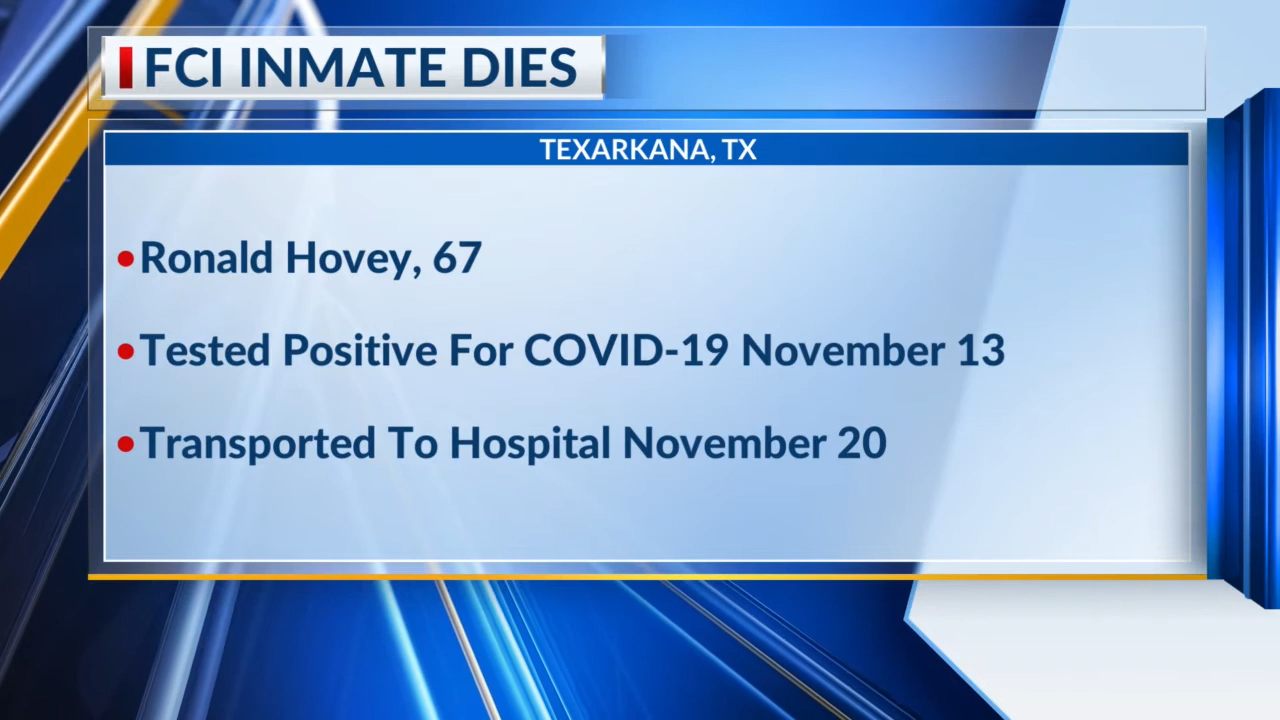 FCI INMATE DIES
TEXARKANA, TX
•Ronald Hovey, 67
•Tested Positive For COVID-19 November 13
•Transported To Hospital November 20